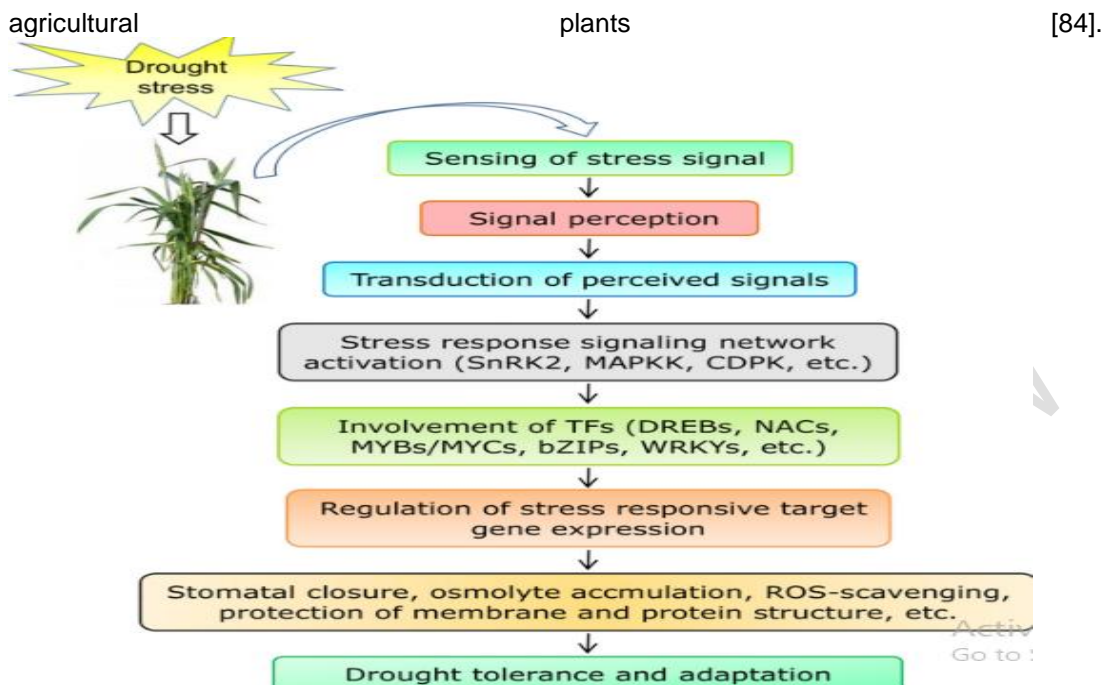 agricultural plants [84].
Drought
stress
Sensing of stress signal
Signal perception
Transduction of perceived signals
Stress response signaling network
activation (SnRK2, MAPKK, CDPK, etc.)
Involvement of TFs (DREBs, NACs,
MYBs/MYCs, bZIPs, WRKYs, etc.)
Regulation of stress responsive target
gene expression
Stomatal closure, osmolyte accmulation, ROS-scavenging,
protection of membrane and protein structure, etc.
Drought tolerance and adaptation
Go to